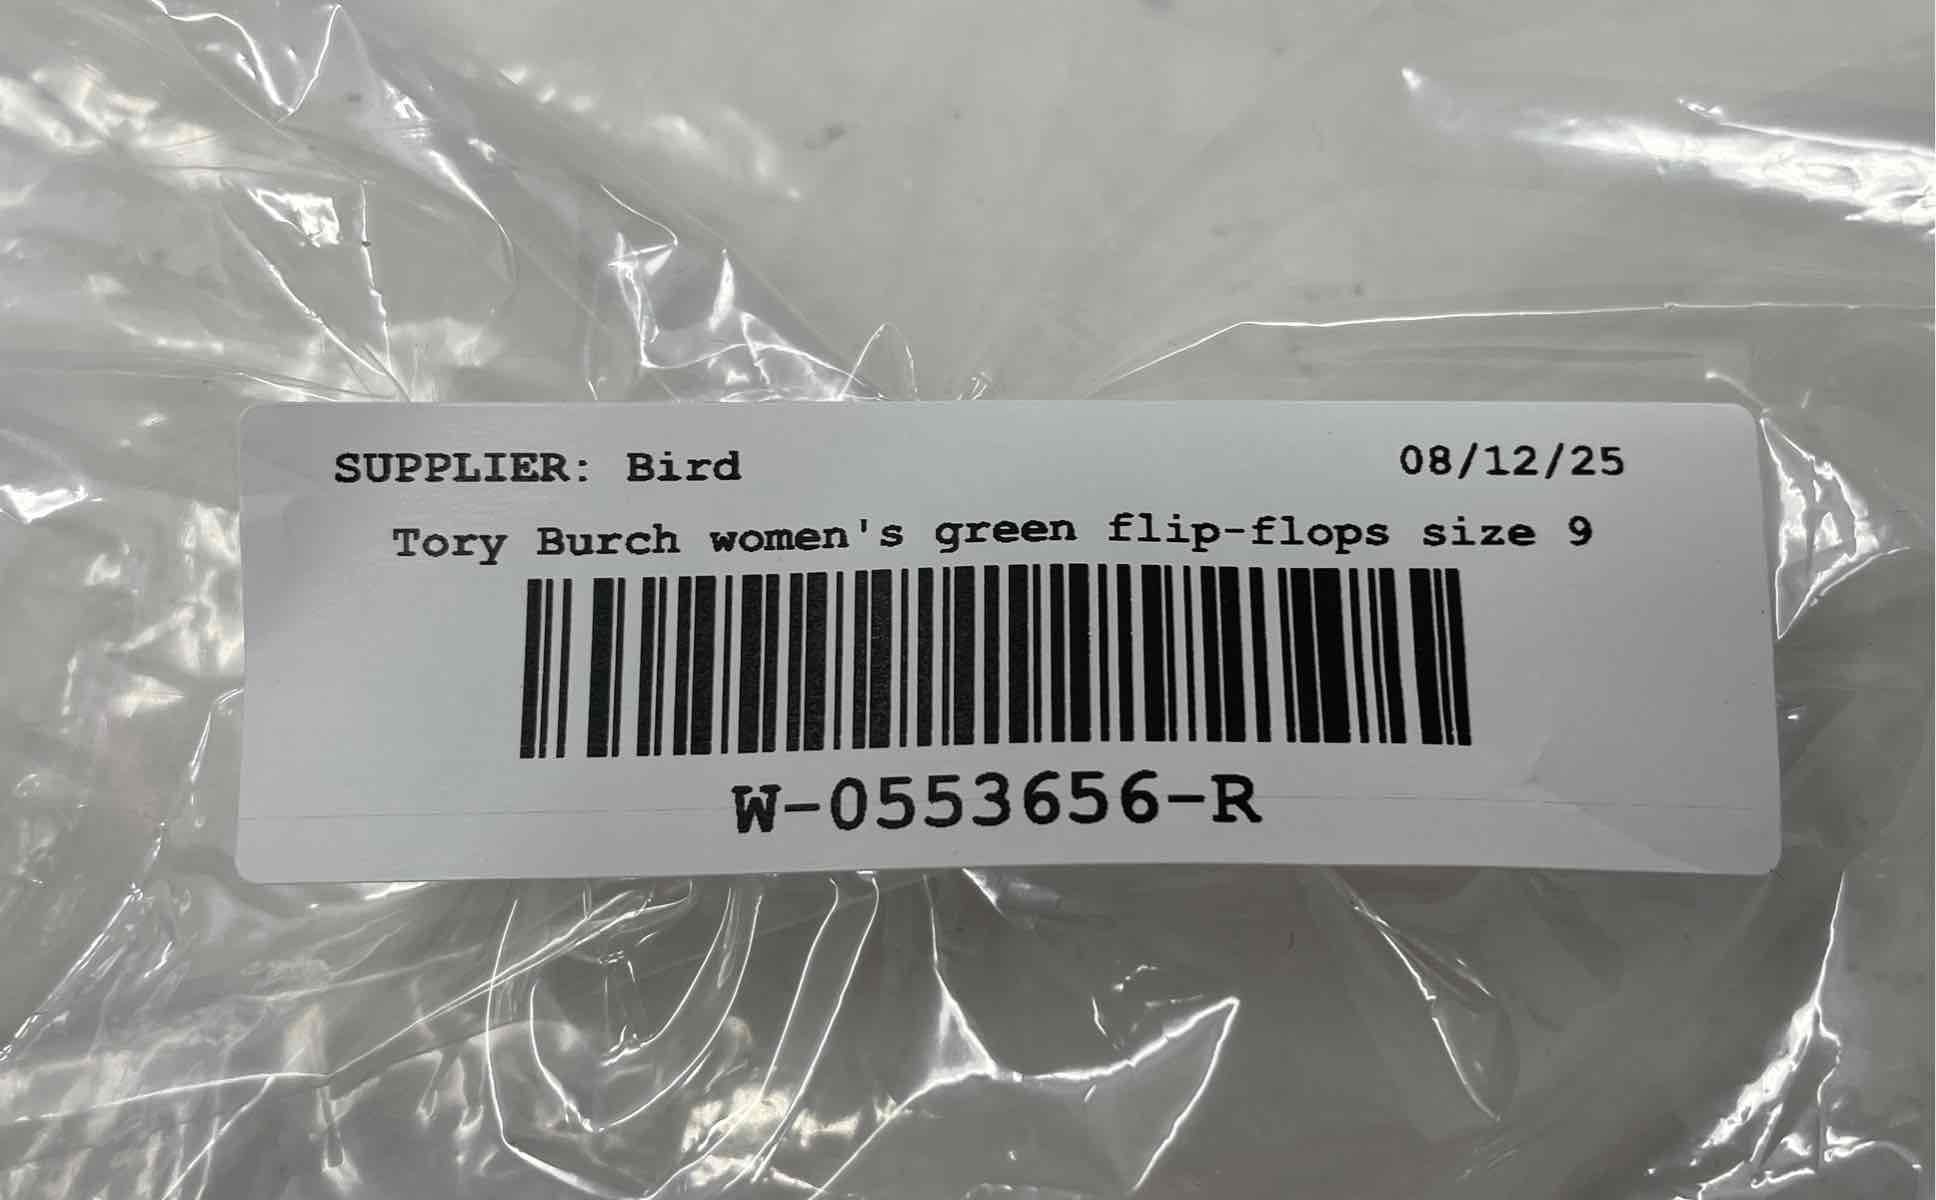 SUPPLIER: Bird 08/12/25
Tory Burch women's green flip-flops size 9
W-0553656-R